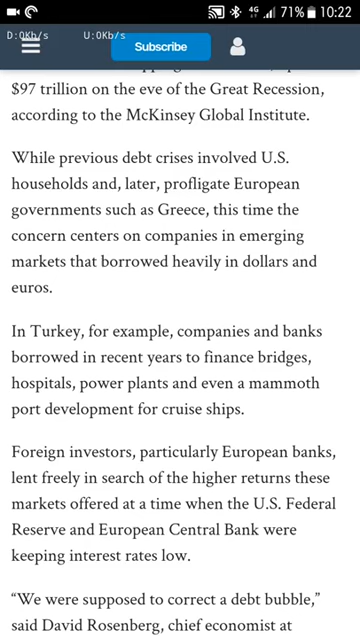 4G 71% 10:22
D:0Kb/s U:0Kb/s
Subscribe
$97 trillion on the eve of the Great Recession,
according to the McKinsey Global Institute.
While previous debt crises involved U.S.
households and, later, profligate European
governments such as Greece, this time the
concern centers on companies in emerging
markets that borrowed heavily in dollars and
euros.
In Turkey, for example, companies and banks
borrowed in recent years to finance bridges,
hospitals, power plants and even a mammoth
port development for cruise ships.
Foreign investors, particularly European banks,
lent freely in search of the higher returns these
markets offered at a time when the U.S. Federal
Reserve and European Central Bank were
keeping interest rates low.
“We were supposed to correct a debt bubble,”
said David Rosenberg, chief economist at